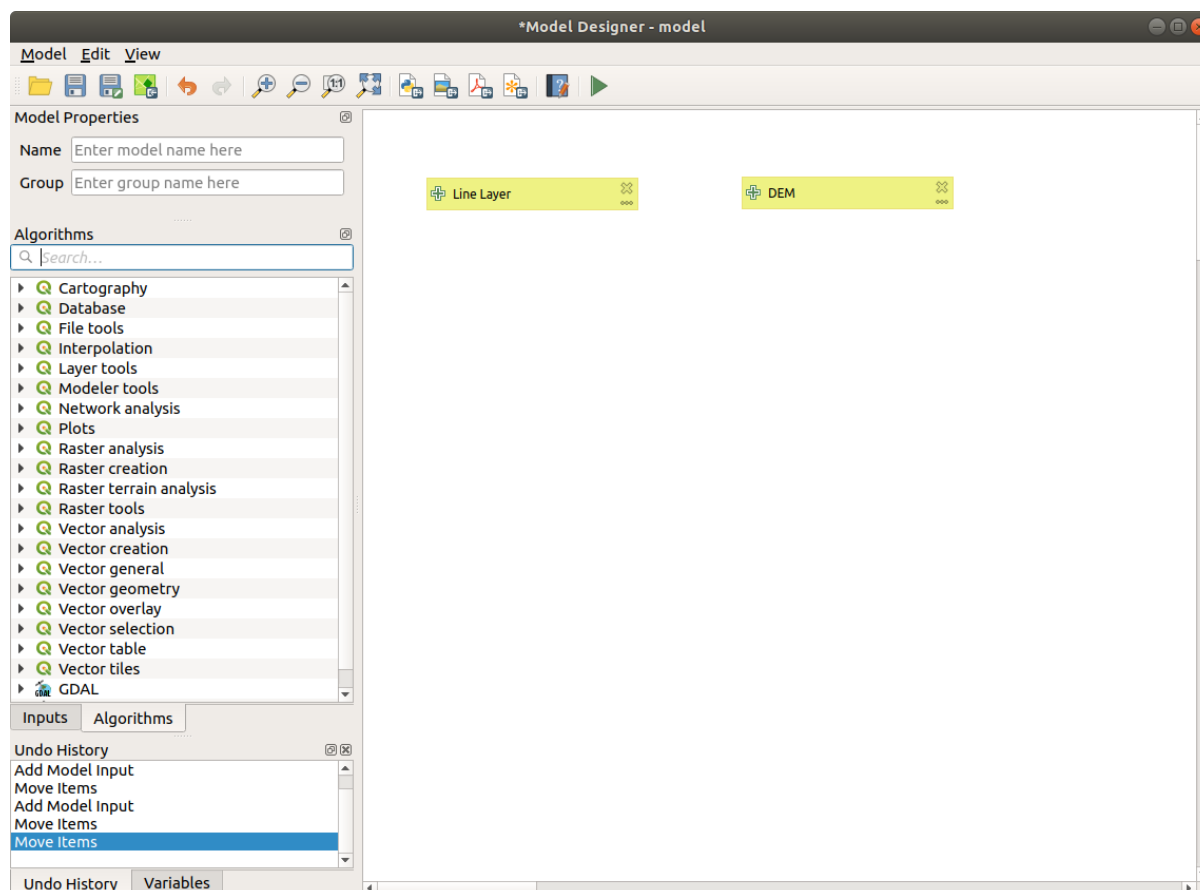 *Model Designer - model
Model Edit View
Model Properties
Name Enter model name here
Group Enter group name here
Algorithms
Search...
Cartography
Database
File tools
Interpolation
Layer tools
Modeler tools
Network analysis
Plots
Raster analysis
Raster creation
Raster terrain analysis
Raster tools
Vector analysis
Vector creation
Vector general
Vector geometry
Vector overlay
Vector selection
Vector table
Vector tiles
GDAL GDAL
Inputs Algorithms
Undo History
Add Model Input
Move Items
Add Model Input
Move Items
Move Items
Undo History Variables
Line Layer
DEM